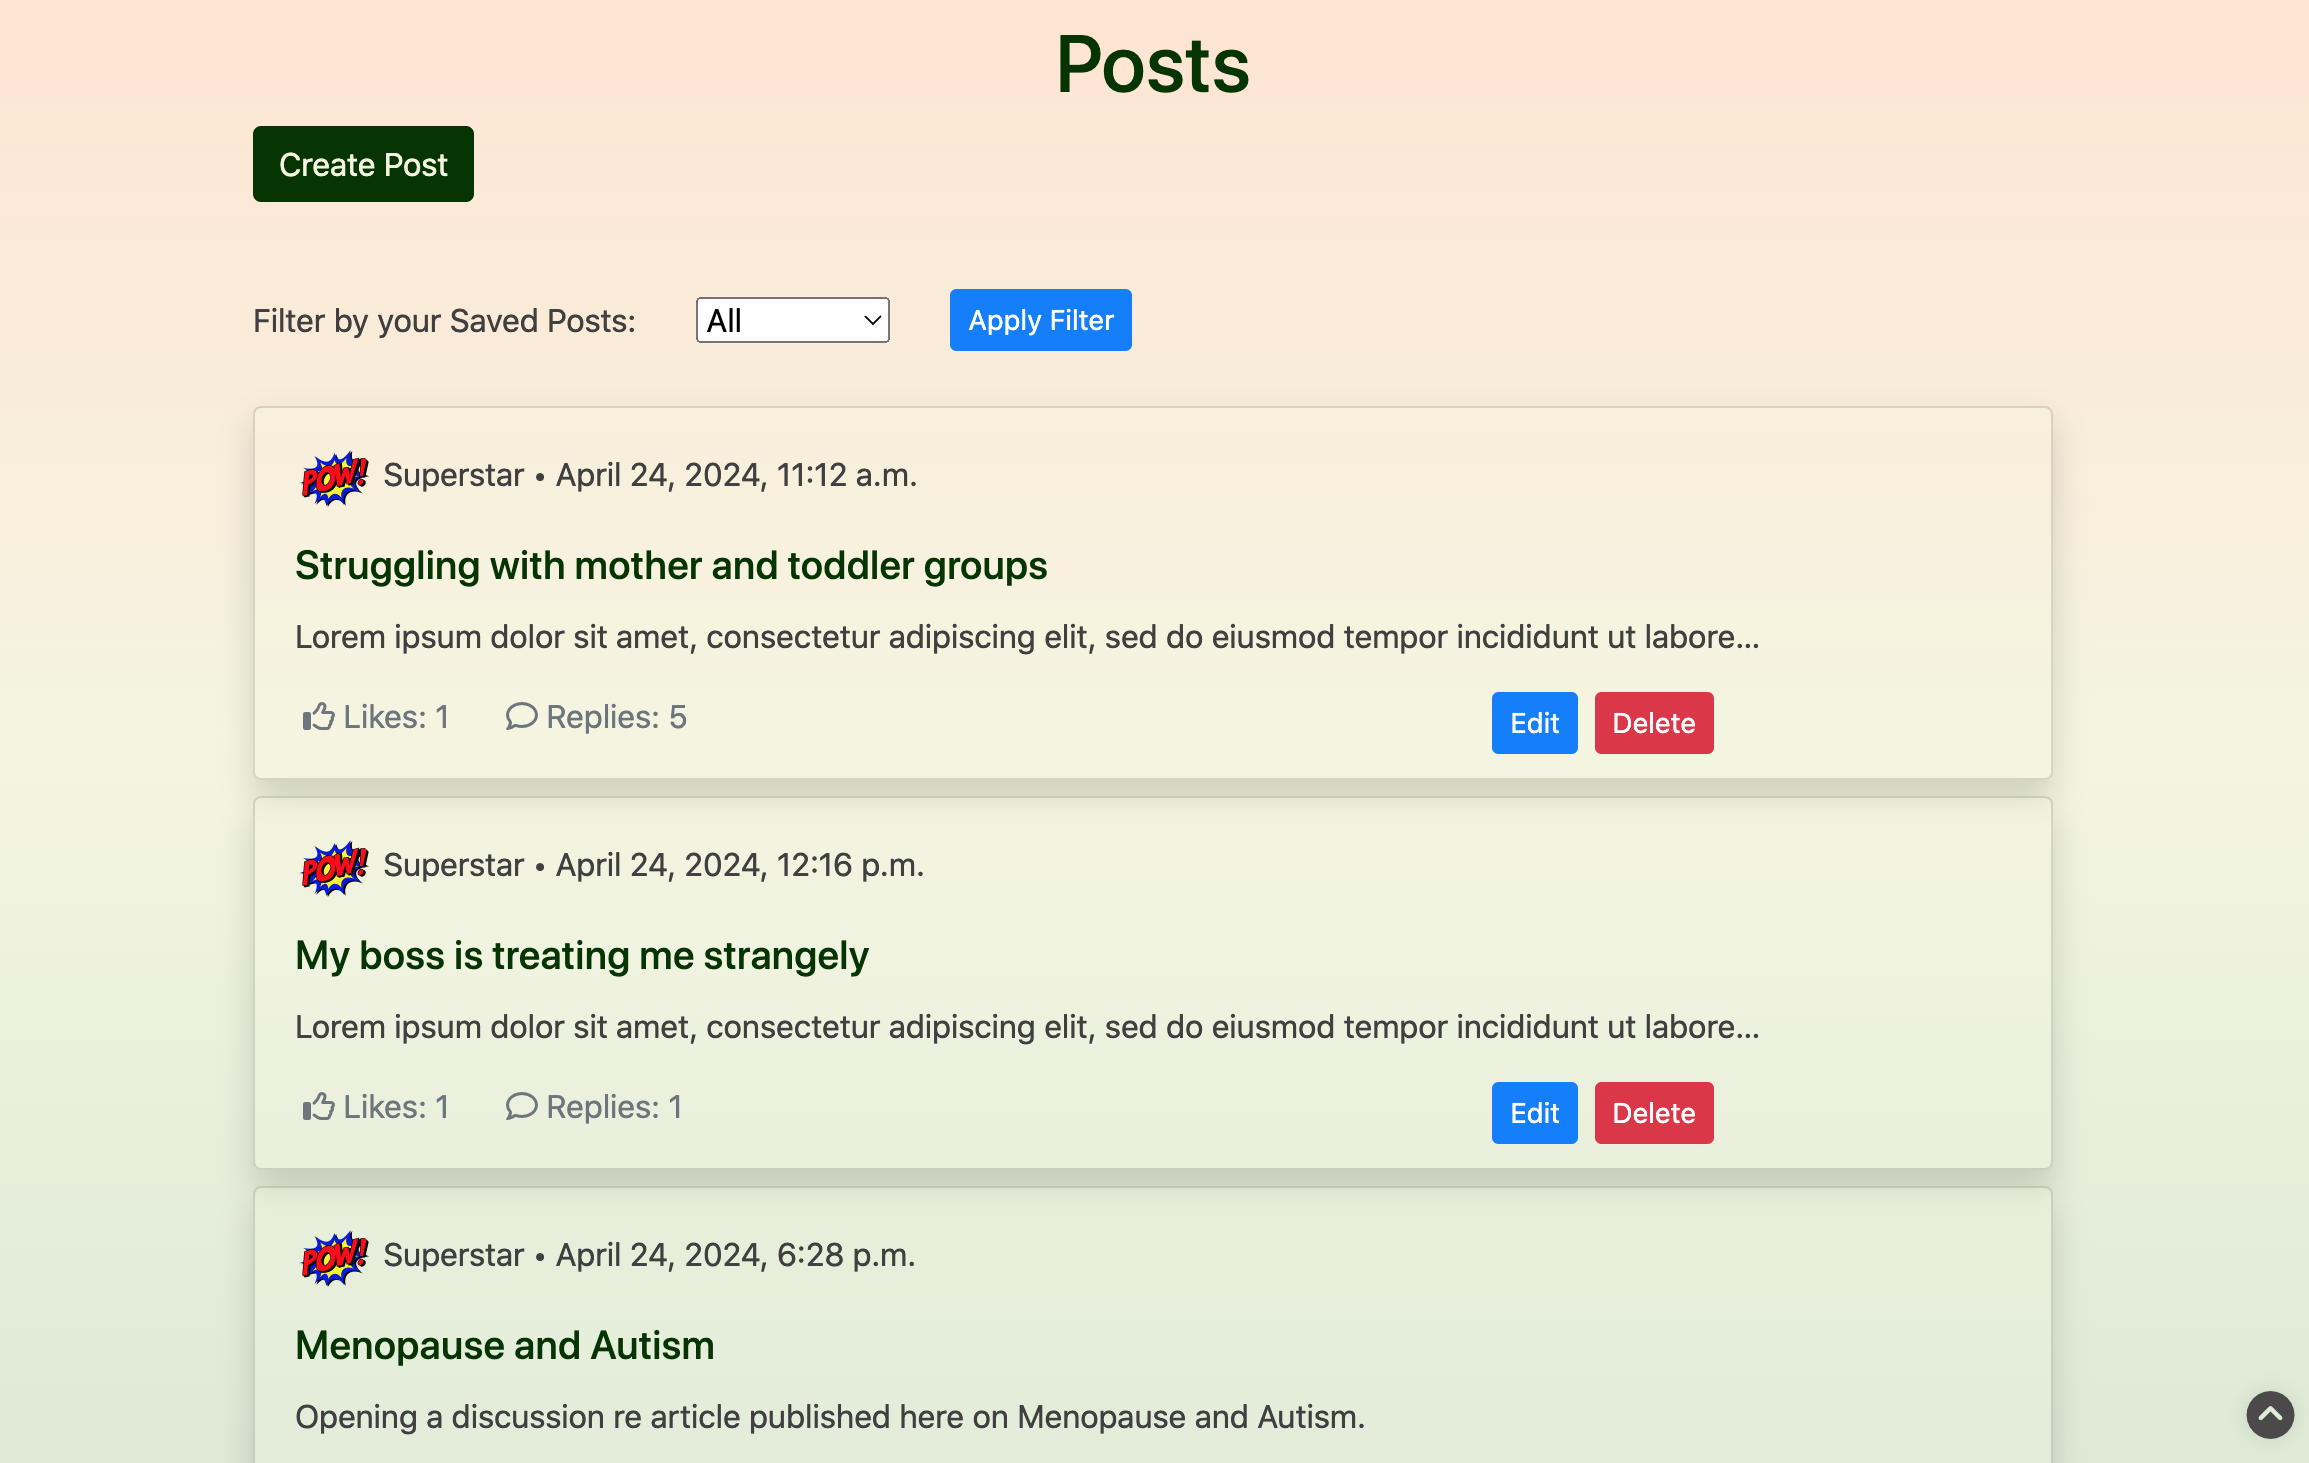 Posts
Create Post
Filter by your Saved Posts: All Apply Filter
POW! Superstar • April 24, 2024, 11:12 a.m.
Struggling with mother and toddler groups
Lorem ipsum dolor sit amet, consectetur adipiscing elit, sed do eiusmod tempor incididunt ut labore...
Likes: 1 Replies: 5 Edit Delete
POW! Superstar • April 24, 2024, 12:16 p.m.
My boss is treating me strangely
Lorem ipsum dolor sit amet, consectetur adipiscing elit, sed do eiusmod tempor incididunt ut labore...
Likes: 1 Replies: 1 Edit Delete
POW! Superstar • April 24, 2024, 6:28 p.m.
Menopause and Autism
Opening a discussion re article published here on Menopause and Autism.